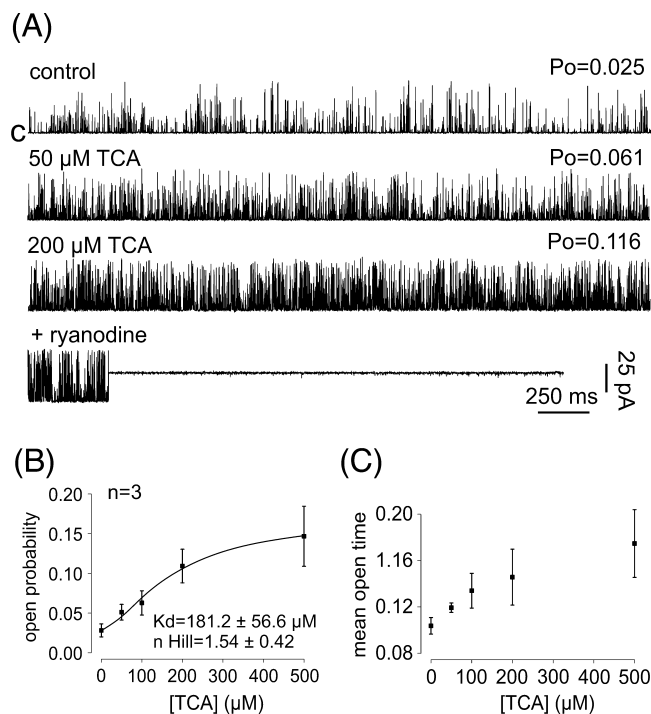 (A)
control
Po=0.025
c
50 µM TCA
Po=0.061
200 µM TCA
Po=0.116
+ ryanodine
25 pA
250 ms
(B)
n=3
open probability
0.20
0.15
0.10
0.05
0.00
Kd=181.2 ± 56.6 µM
n Hill=1.54 ± 0.42
0 100 200 300 400 500
[TCA] (µM)
(C)
mean open time
0.20
1.16
0.12
0.08
0 100 200 300 400 500
[TCA] (µM)